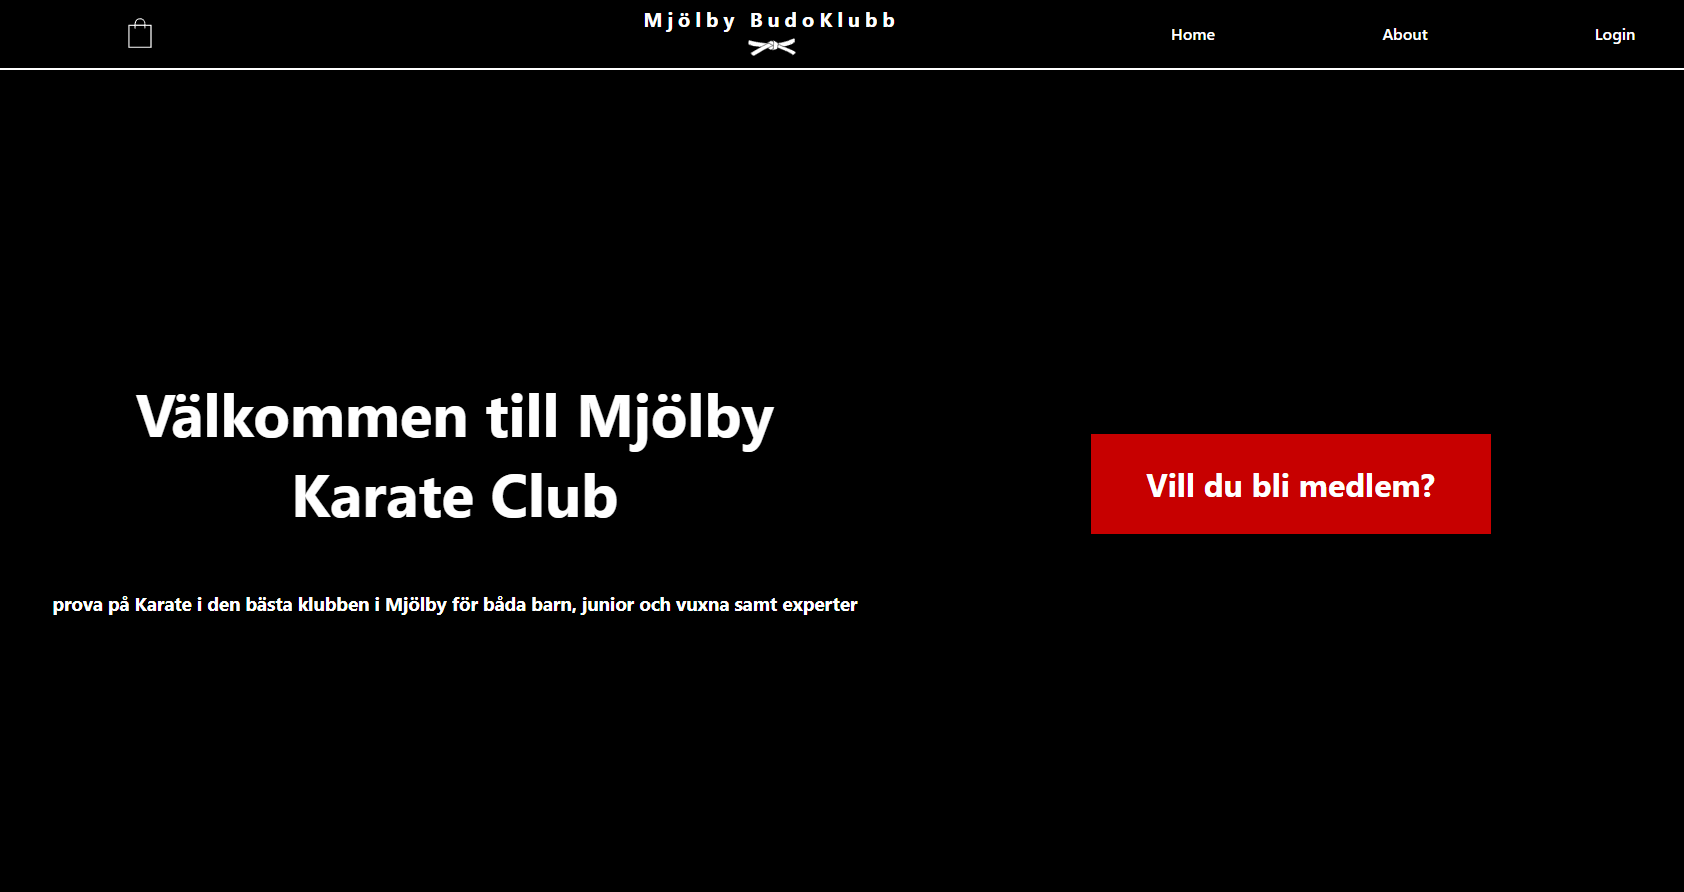 Mjölby BudoKlubb
Home
About
Login
Välkommen till Mjölby
Karate Club
Vill du bli medlem?
prova på Karate i den bästa klubben i Mjölby för båda barn, junior och vuxna samt experter